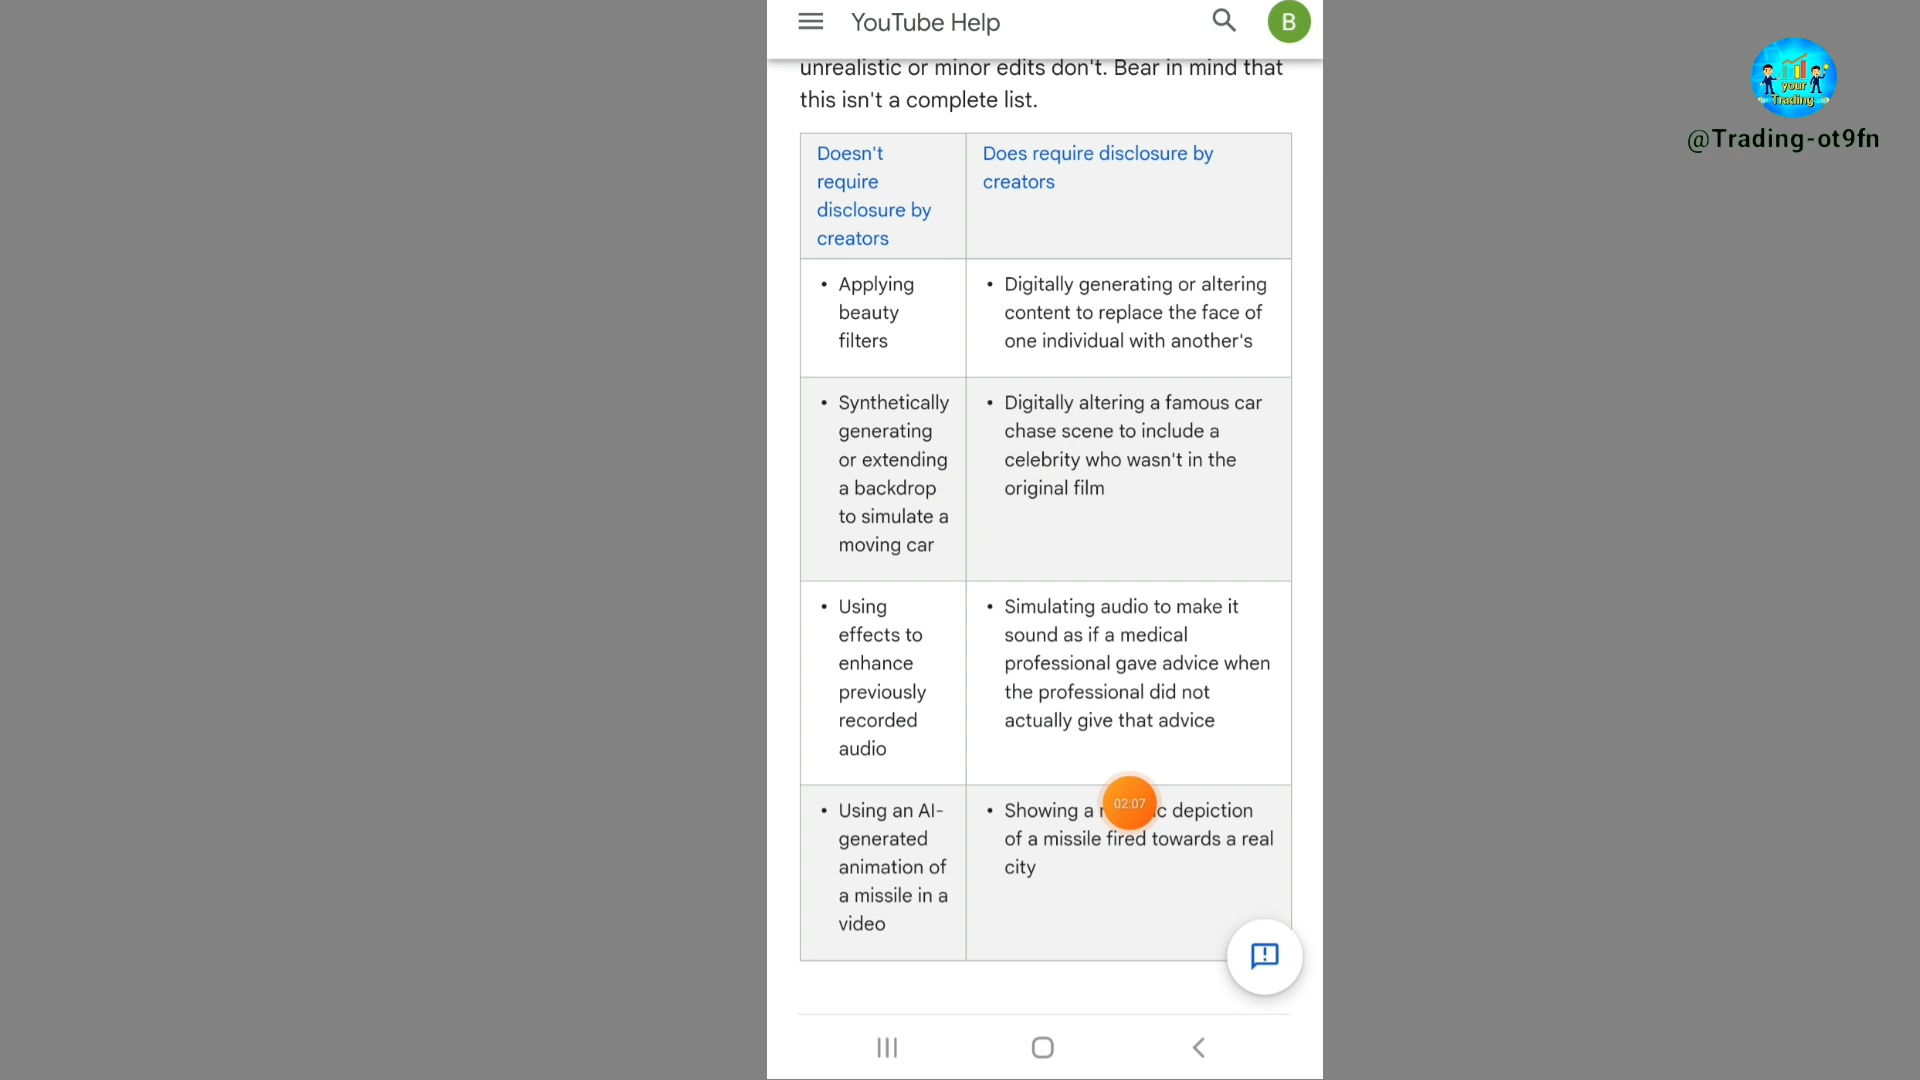 YouTube Help
B
unrealistic or minor edits don't. Bear in mind that
this isn't a complete list.
Doesn't
require
disclosure by
creators
Does require disclosure by
creators
• Applying
beauty
filters
• Digitally generating or altering
content to replace the face of
one individual with another's
• Synthetically
generating
or extending
a backdrop
to simulate a
moving car
• Digitally altering a famous car
chase scene to include a
celebrity who wasn't in the
original film
• Using
effects to
enhance
previously
recorded
audio
• Simulating audio to make it
sound as if a medical
professional gave advice when
the professional did not
actually give that advice
• Using an AI-
generated
animation of
a missile in a
video
• Showing a depiction
of a missile fired towards a real
city
02:07
your
Trading
@Trading-ot9fn